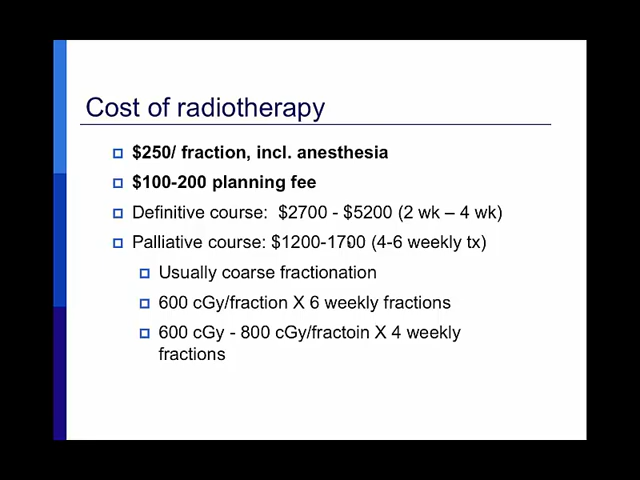 Cost of radiotherapy
$250/ fraction, incl. anesthesia
$100-200 planning fee
Definitive course:  $2700 - $5200 (2 wk – 4 wk)
Palliative course: $1200-1700 (4-6 weekly tx)
Usually coarse fractionation
600 cGy/fraction X 6 weekly fractions
600 cGy - 800 cGy/fractoin X 4 weekly
fractions